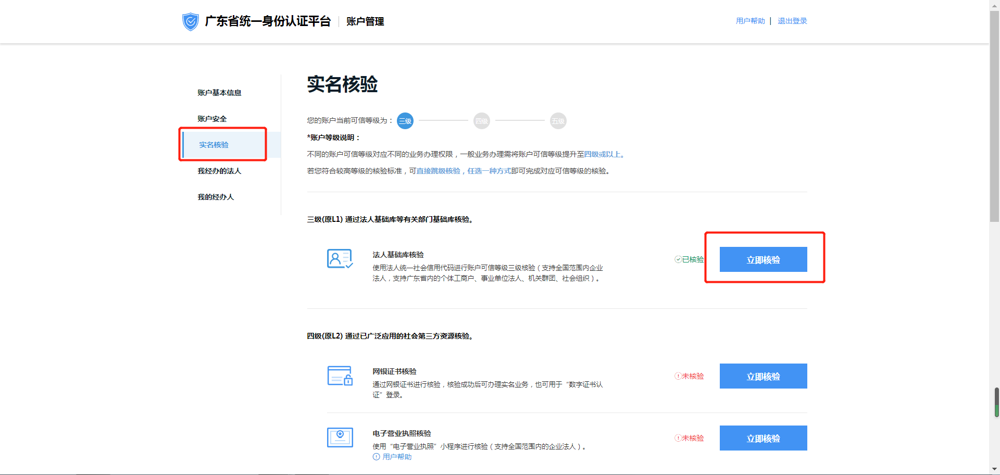 广东省统一身份认证平台
账户管理
用户帮助
退出登录
账户基本信息
账户安全
实名核验
我经办的法人
我的经办人
实名核验
您的账户当前可信等级为：
三级
四级
五级
*账户等级说明：
不同的账户可信等级对应不同的业务办理权限，一般业务办理需将账户可信等级提升至四级或以上。
若您符合较高等级的核验标准，可直接跳级核验，任选一种方式即可完成对应可信等级的核验。
三级(原L1) 通过法人基础库等有关部门基础库核验。
法人基础库核验
使用法人统一社会信用代码进行账户可信等级三级核验（支持全国范围内企业
法人，支持广东省内的个体工商户、事业单位法人、机关群团、社会组织）。
已核验
立即核验
四级(原L2) 通过已广泛应用的社会第三方资源核验。
网银证书核验
通过网银证书进行核验，核验成功后可办理实名业务，也可用于“数字证书认
证”登录。
未核验
立即核验
电子营业执照核验
使用“电子营业执照”小程序进行核验（支持全国范围内的企业法人）。
用户帮助
未核验
立即核验